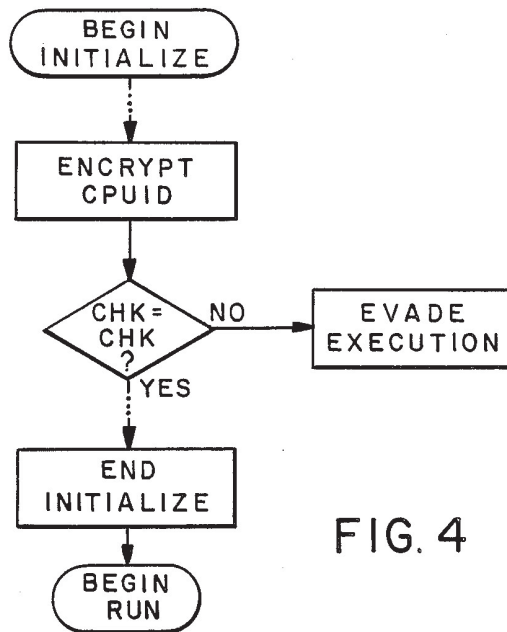 BEGIN
INITIALIZE
ENCRYPT
CPUID
CHK =
CHK
?
NO
EVADE
EXECUTION
YES
END
INITIALIZE
BEGIN
RUN
FIG. 4